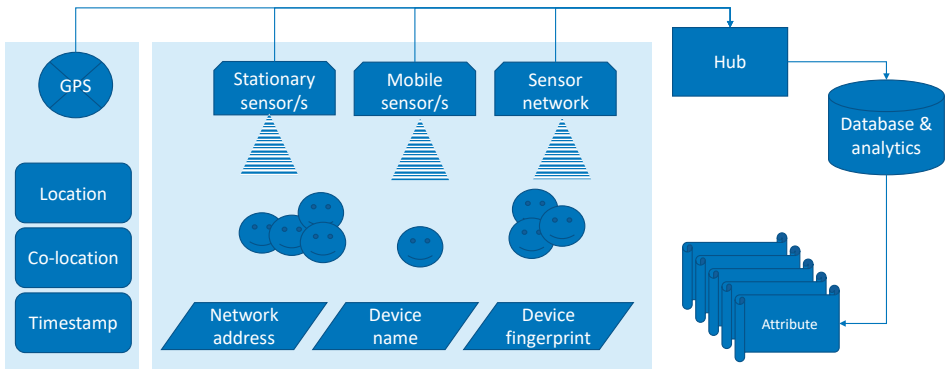 GPS
Location
Co-location
Timestamp
Stationary
sensor/s
Mobile
sensor/s
Sensor
network
Network
address
Device
name
Device
fingerprint
Hub
Database &
analytics
Attribute